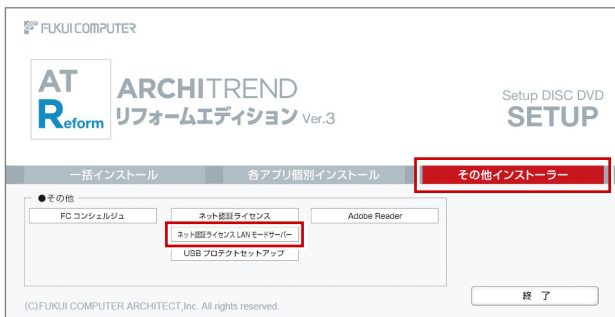 FUKUI COMPUTER
AT
Reform
ARCHITREND
リフォームエディション Ver.3
Setup DISC DVD
SETUP
一括インストール
各アプリ個別インストール
その他インストーラー
●その他
FC コンシェルジュ
ネット認証ライセンス
Adobe Reader
ネット認証ライセンス LAN モードサーバー
USB プロテクトセットアップ
終 了
(C)FUKUI COMPUTER ARCHITECT,Inc. All rights reserved.